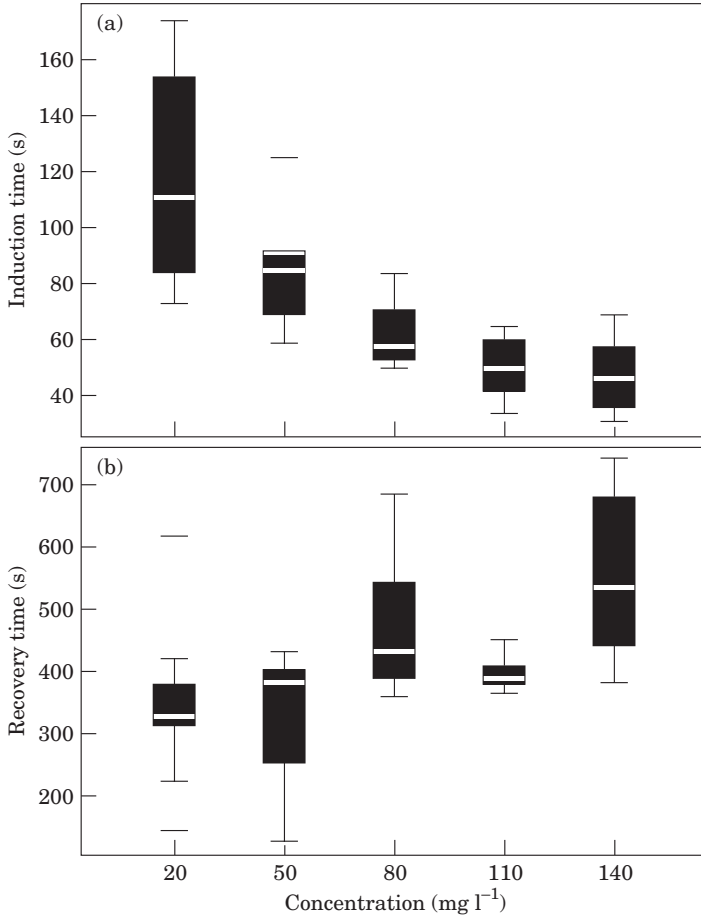 (a)
160
140
120
100
80
60
40
Induction time (s)
(b)
700
600
500
400
300
200
Recovery time (s)
20 50 80 110 140
Concentration (mg l⁻¹)